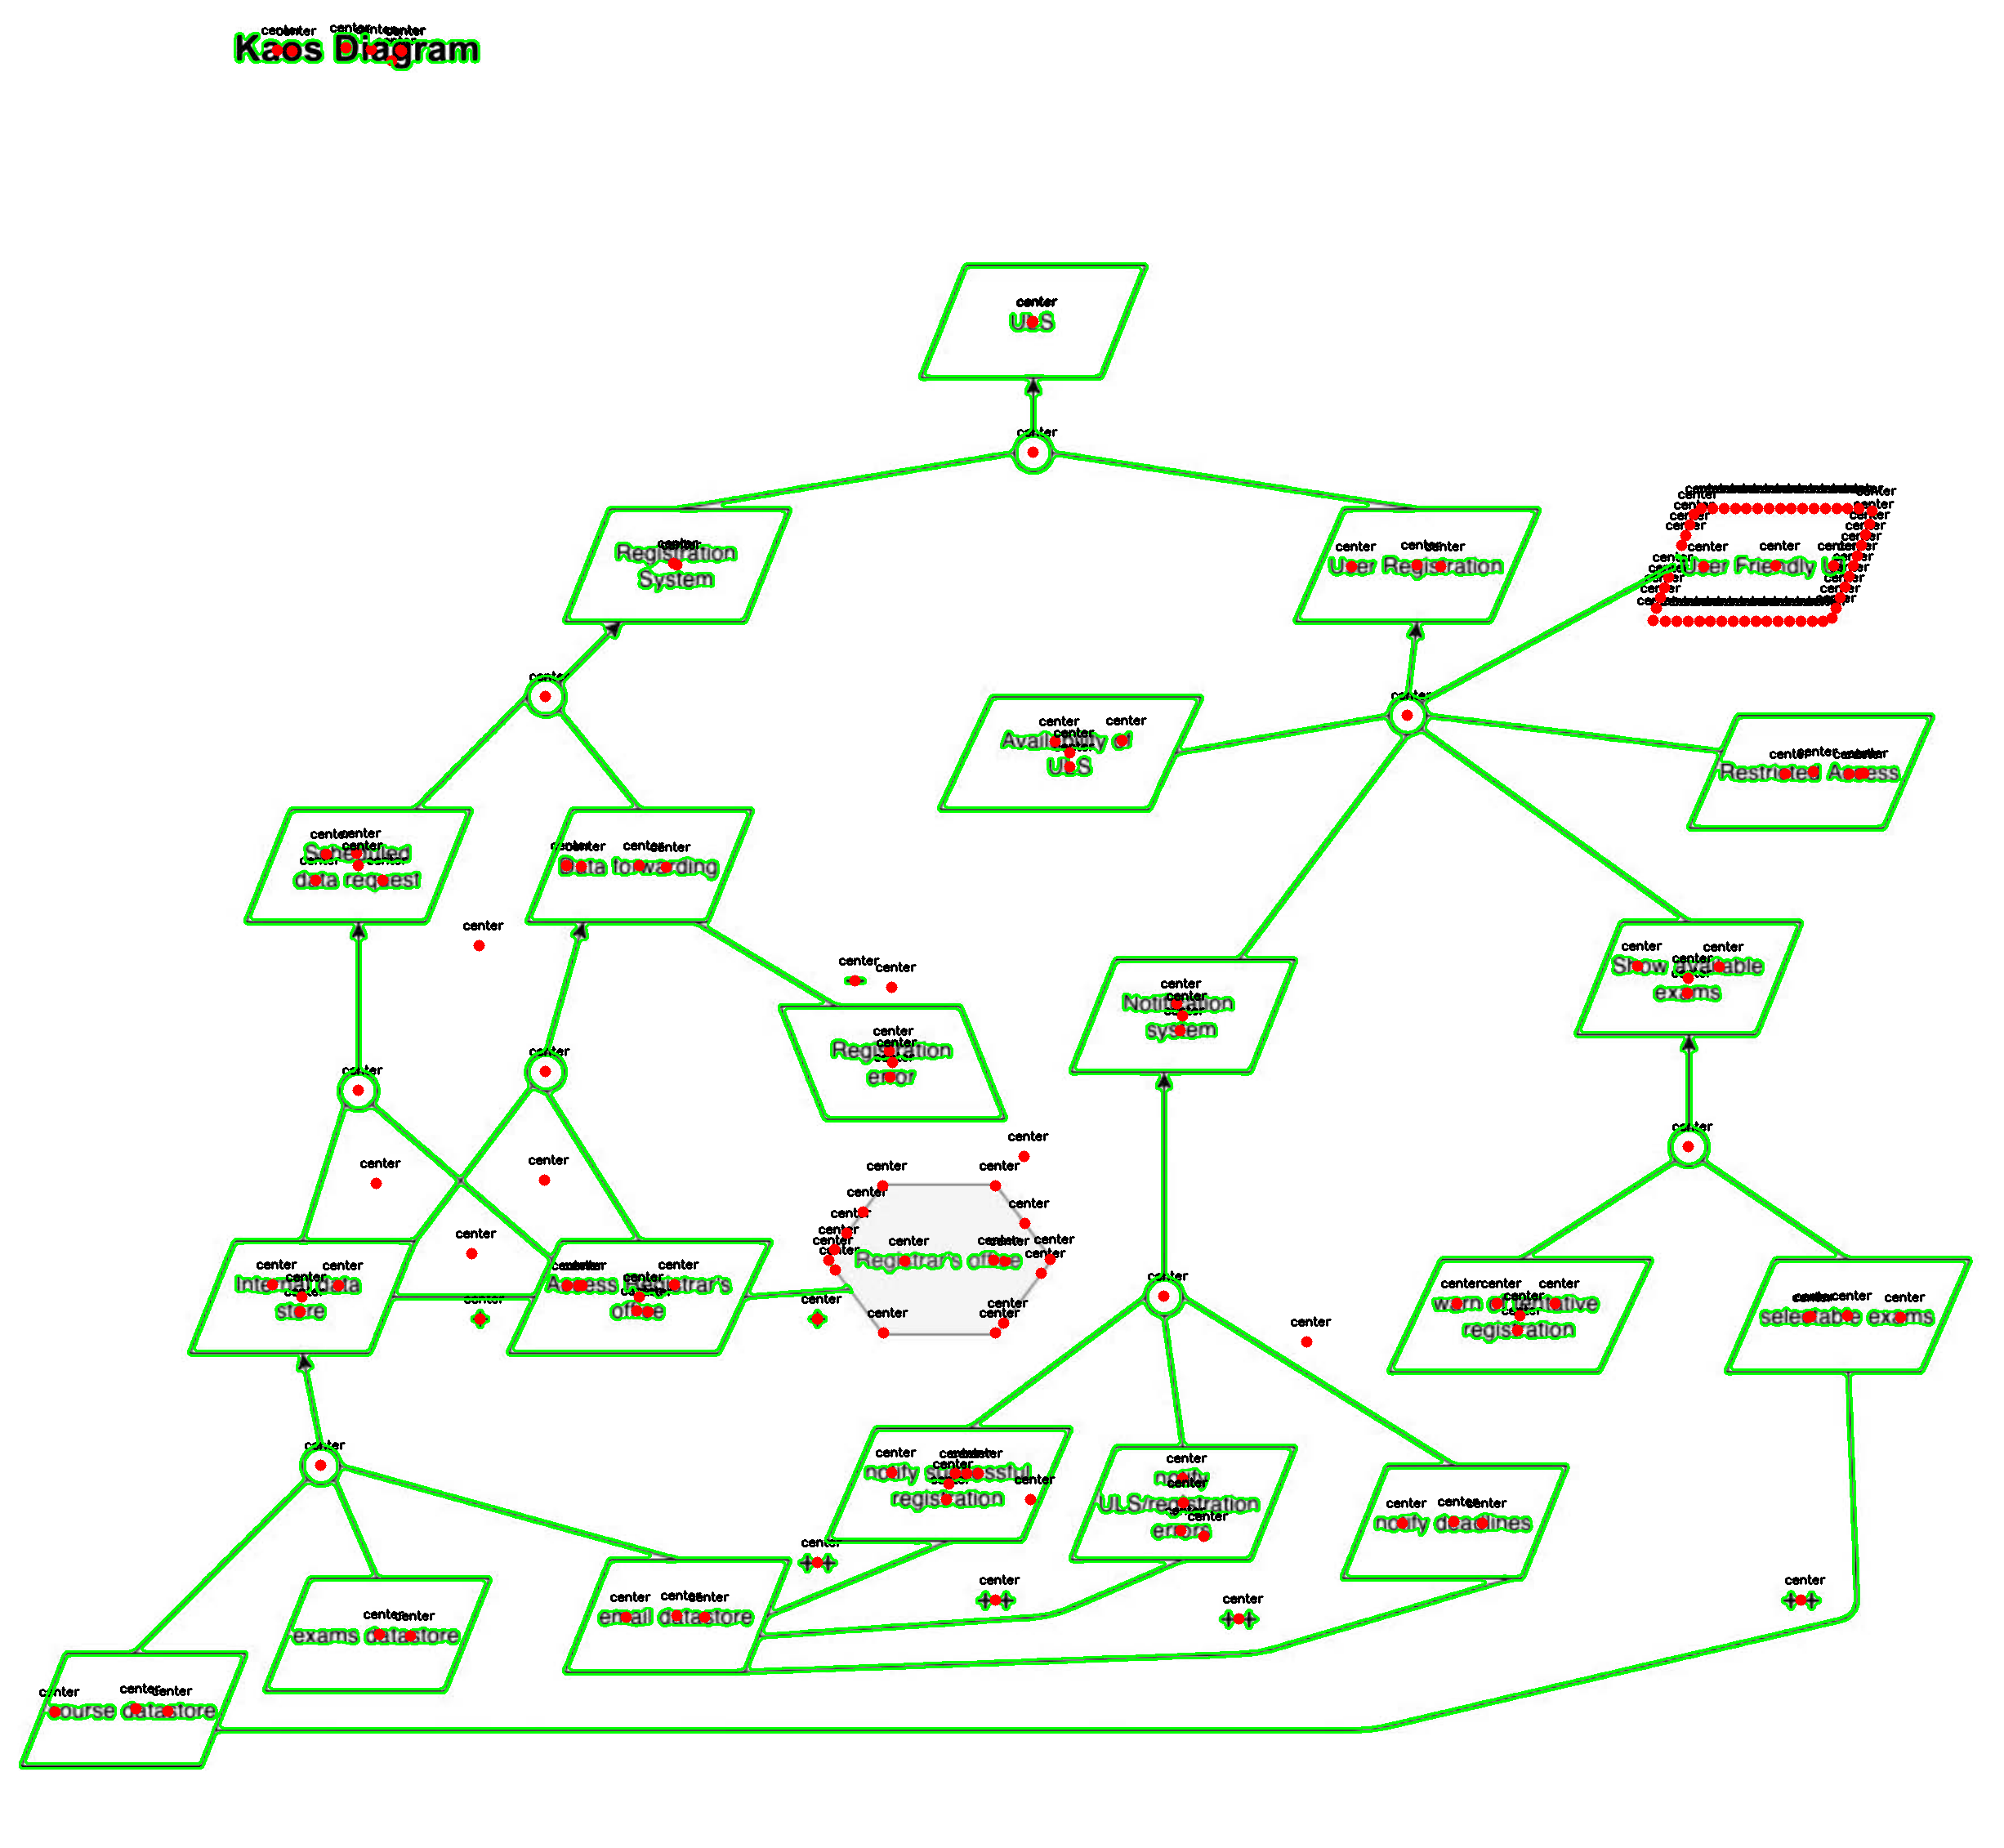 Kaos Diagram
ULS
Registration
System
User Registration
User Friendly UI
Availability of
ULS
Restricted Access
Scheduled
data request
Data forwarding
Show available
exams
Notification
system
Registration
error
Registrar's office
Internal data
store
Access Registrar's
office
warn of tentative
registration
selectable exams
notify successful
registration
notify
ULS/registration
errors
notify deadlines
email datastore
exams datastore
course datastore
-
+
+
++
++
++
++
center